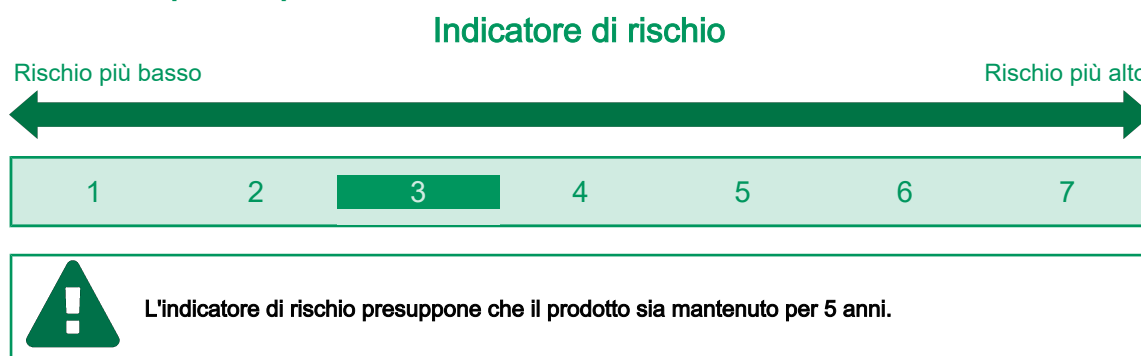 Indicatore di rischio
Rischio più basso
Rischio più alto
1 2 3 4 5 6 7
L'indicatore di rischio presuppone che il prodotto sia mantenuto per 5 anni.